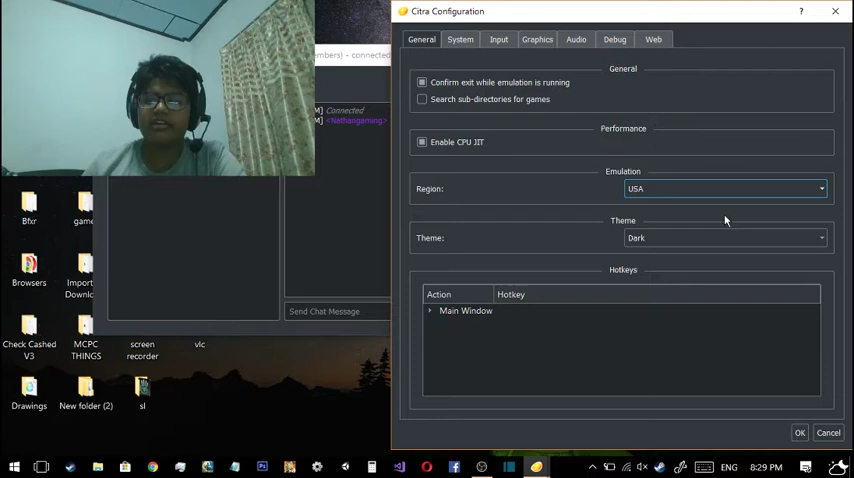 Citra Configuration
?
General
System
Input
Graphics
Audio
Debug
Web
General
Confirm exit while emulation is running
Search sub-directories for games
Performance
Enable CPU JIT
Emulation
Region:
USA
Theme
Theme:
Dark
Hotkeys
Action
Hotkey
Main Window
OK
Cancel
embers) – connected
M] Connected
M] <Nathangaming>
Send Chat Message
Bfxr
game
Browsers
Import
Downlo
Check Cashed V3
MCPC THINGS
screen recorder
vlc
Drawings
New folder (2)
sl
ENG
8:29 PM